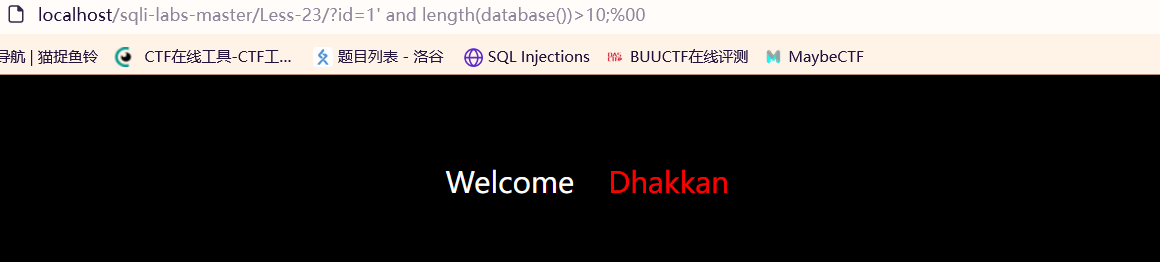 localhost/sqli-labs-master/Less-23/?id=1' and length(database())>10;%00
导航 | 猫捉鱼铃 CTF在线工具-CTF工... 题目列表 - 洛谷 SQL Injections BUUCTF在线评测 MaybeCTF
Welcome Dhakkan